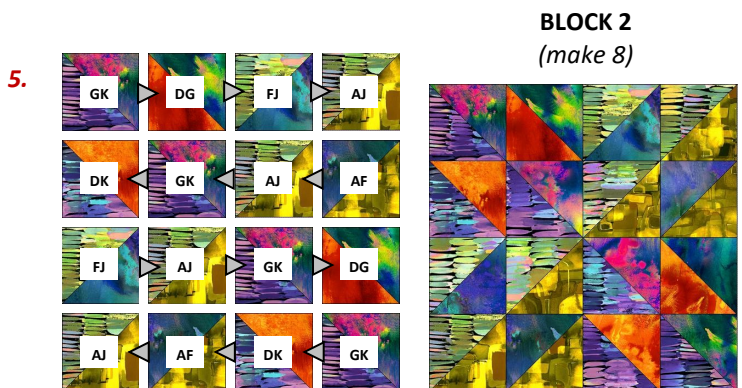 BLOCK 2
(make 8)
5.
GK DG FJ AJ
DK GK AJ AF
FJ AJ GK DG
AJ AF DK GK